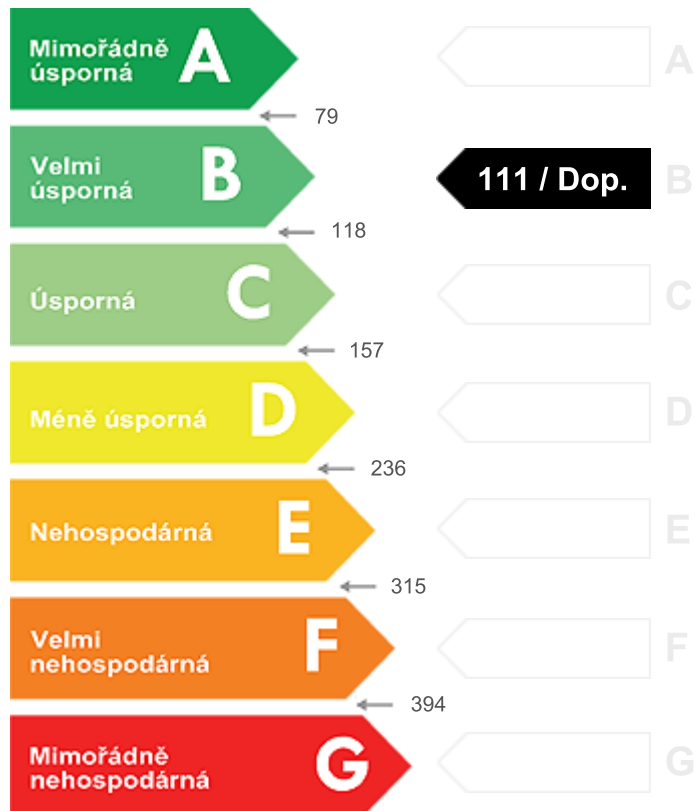 Mimořádně
úsporná
A
A
79
Velmi
úsporná
B
111 / Dop.
B
118
Úsporná
C
C
157
Méně úsporná
D
D
236
Nehospodárná
E
E
315
Velmi
nehospodárná
F
F
394
Mimořádně
nehospodárná
G
G